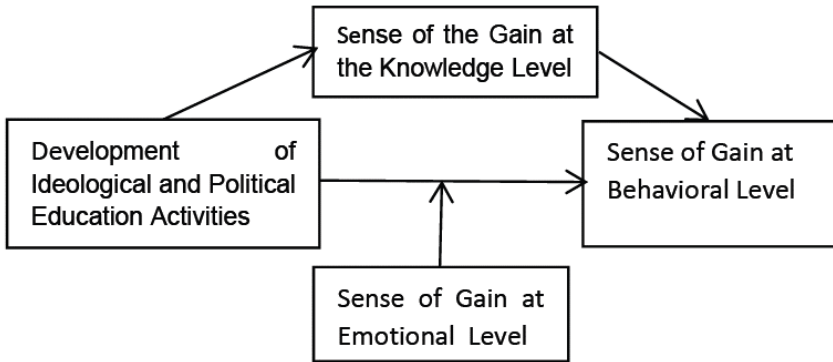 Sense of the Gain at
the Knowledge Level
Development of
Ideological and Political
Education Activities
Sense of Gain at
Behavioral Level
Sense of Gain at
Emotional Level